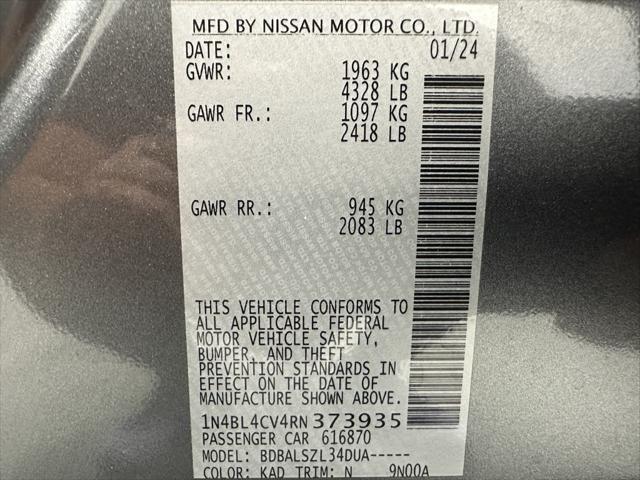 MFD BY NISSAN MOTOR CO., LTD.
DATE: 01/24
GVWR: 1963 KG
4328 LB
GAWR FR.: 1097 KG
2418 LB
GAWR RR.: 945 KG
2083 LB
THIS VEHICLE CONFORMS TO
ALL APPLICABLE FEDERAL
MOTOR VEHICLE SAFETY,
BUMPER, AND THEFT
PREVENTION STANDARDS IN
EFFECT ON THE DATE OF
MANUFACTURE SHOWN ABOVE.
1N4BL4CV4RN373935
PASSENGER CAR 616870
MODEL: BDBALSZL34DUA-----
COLOR: KAD TRIM: N 9N00A